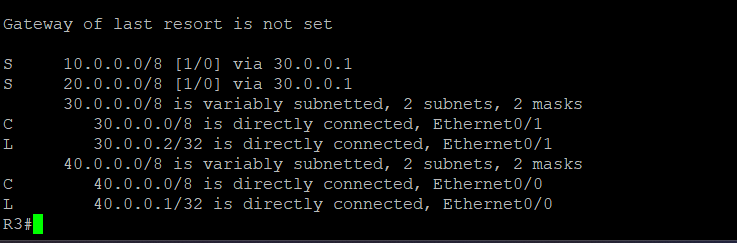 Gateway of last resort is not set
S     10.0.0.0/8 [1/0] via 30.0.0.1
S     20.0.0.0/8 [1/0] via 30.0.0.1
      30.0.0.0/8 is variably subnetted, 2 subnets, 2 masks
C        30.0.0.0/8 is directly connected, Ethernet0/1
L        30.0.0.2/32 is directly connected, Ethernet0/1
      40.0.0.0/8 is variably subnetted, 2 subnets, 2 masks
C        40.0.0.0/8 is directly connected, Ethernet0/0
L        40.0.0.1/32 is directly connected, Ethernet0/0
R3#